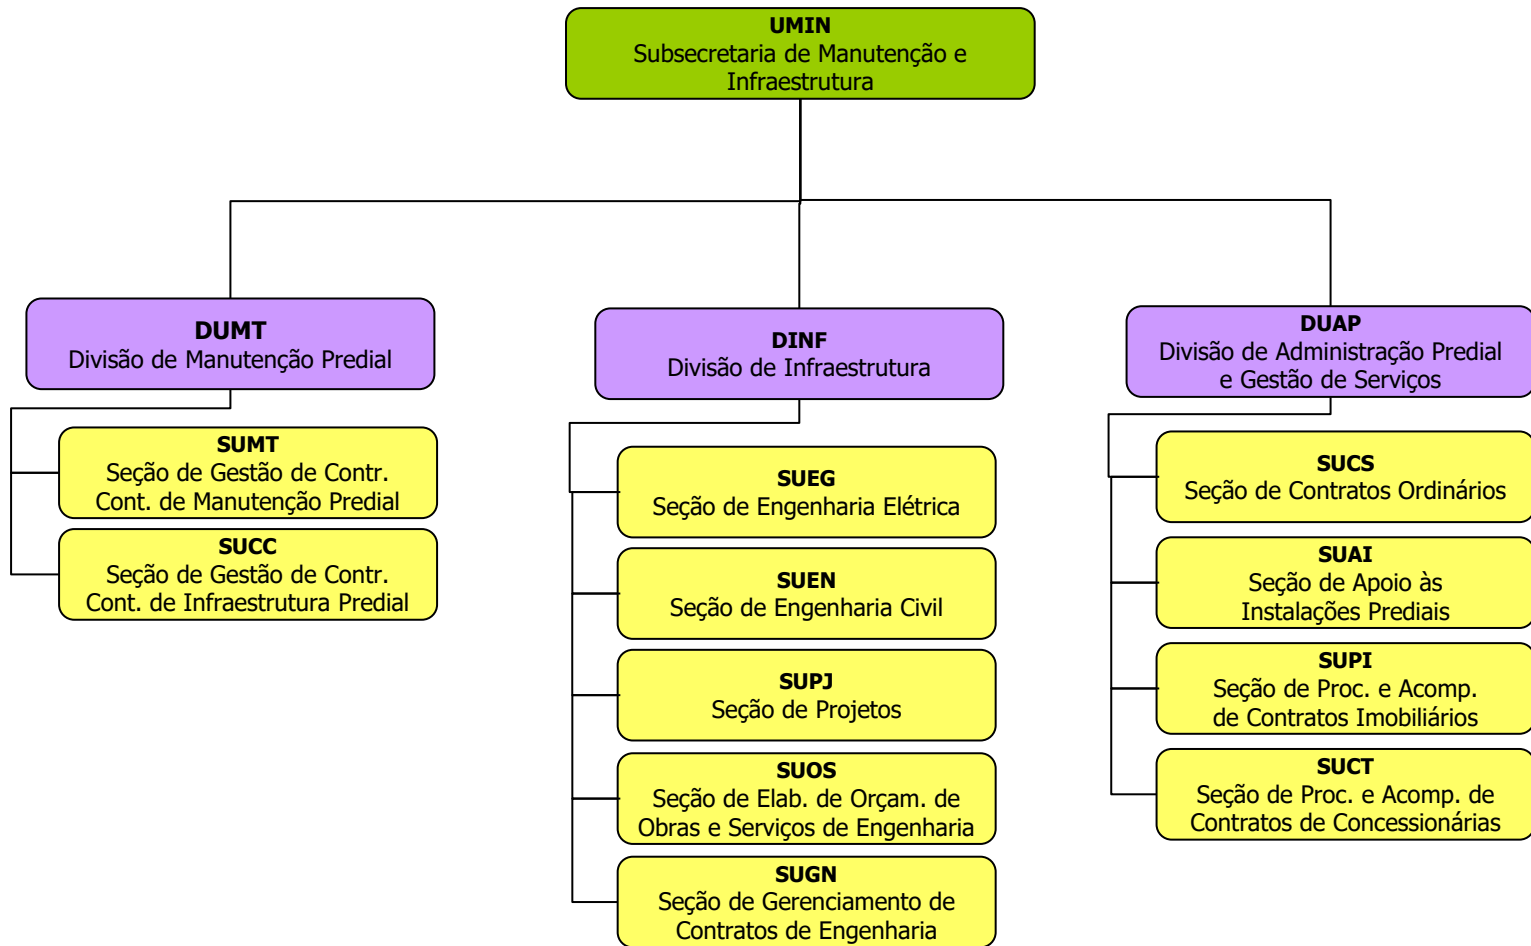 UMIN
Subsecretaria de Manutenção e
Infraestrutura
DUMT
Divisão de Manutenção Predial
SUMT
Seção de Gestão de Contr.
Cont. de Manutenção Predial
SUCC
Seção de Gestão de Contr.
Cont. de Infraestrutura Predial
DINF
Divisão de Infraestrutura
SUEG
Seção de Engenharia Elétrica
SUEN
Seção de Engenharia Civil
SUPJ
Seção de Projetos
SUOS
Seção de Elab. de Orçam. de
Obras e Serviços de Engenharia
SUGN
Seção de Gerenciamento de
Contratos de Engenharia
DUAP
Divisão de Administração Predial
e Gestão de Serviços
SUCS
Seção de Contratos Ordinários
SUAI
Seção de Apoio às
Instalações Prediais
SUPI
Seção de Proc. e Acomp.
de Contratos Imobiliários
SUCT
Seção de Proc. e Acomp. de
Contratos de Concessionárias